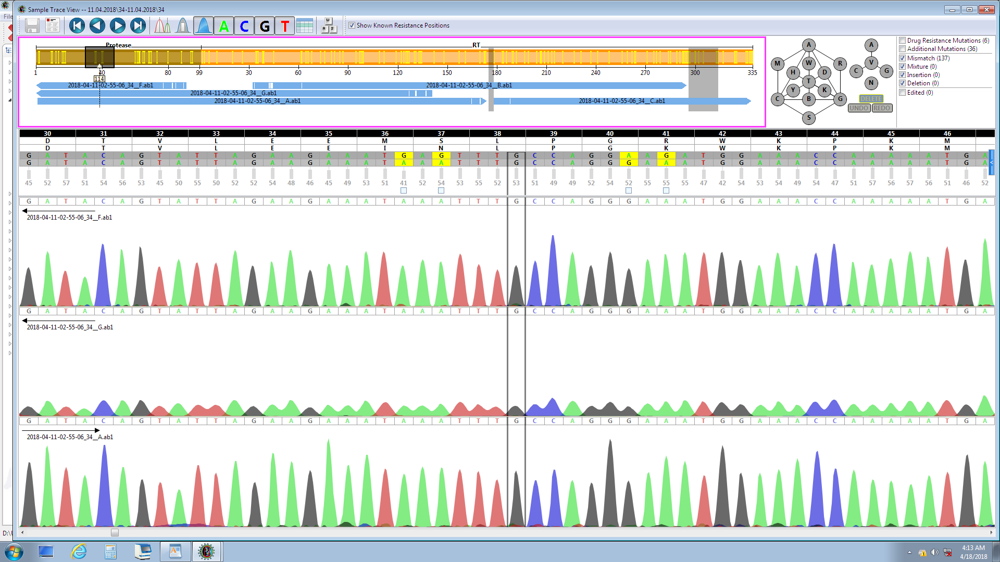 Sample Trace View -- 11.04.2018\34-11.04.2018\34
File
A C G T
W
A S
Show Known Resistance Positions
Protease RT
1 40 80 99 30 60 90 120 150 180 210 240 270 300 335
114
2018-04-11-02-55-06_34__F.ab1 2018-04-11-02-55-06_34__B.ab1
2018-04-11-02-55-06_34__G.ab1
2018-04-11-02-55-06_34__A.ab1 2018-04-11-02-55-06_34__C.ab1
A
M W R
H D
T
Y K
C B G
S
A
C V G
N
DELETE
UNDO REDO
Drug Resistance Mutations (6)
Additional Mutations (36)
Mismatch (137)
Mixture (0)
Insertion (0)
Deletion (0)
Edited (0)
30 31 32 33 34 35 36 37 38 39 40 41 42 43 44 45 46
D T V L E E M S L P G R W K P K M
D T V L E E I N L P G K W K P K M
G A T A C A G T A T T A G A A G A A A T G A G T T T G C C A G G A A G A T G G A A A C C A A A A A T G A
G A T A C A G T A T T A G A A G A A A T A A A T T T G C C A G G G A A A T G G A A A C C A A A A A T G A
45 52 57 51 54 56 53 45 50 55 50 52 52 54 48 46 45 49 53 51 41 52 54 53 55 52 53 51 49 49 52 54 52 55 55 55 47 42 54 53 54 49 54 47 51 57 56 57 56 51 46 52
G A T A C A G T A T T A G A A G A A A T A A A T T T G C C A G G G A A A T G G A A A C C A A A A A T G A
2018-04-11-02-55-06_34__F.ab1
G A T A C A G T A T T A G A A G A A A T A A A T T T G C C A G G G A A A T G G A A A C C A A A A A T G A
2018-04-11-02-55-06_34__G.ab1
G A T A C A G T A T T A G A A G A A A T A A A T T T G C C A G G G A A A T G G A A A C C A A A A A T G A
2018-04-11-02-55-06_34__A.ab1
D:\U
4:13 AM
4/18/2018